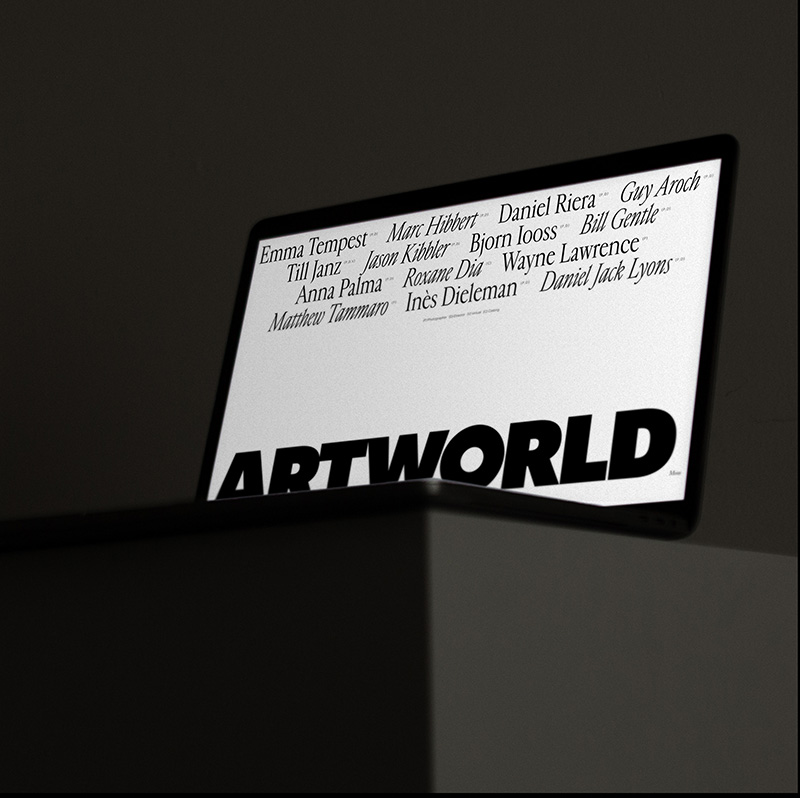 Emma Tempest Marc Hibbert Daniel Riera Guy Aroch
Till Janz Jason Kibbler Bjorn Iooss Bill Gentle
Anna Palma Roxane Dia Wayne Lawrence
Matthew Tammaro Inès Dieleman Daniel Jack Lyons
ARTWORLD